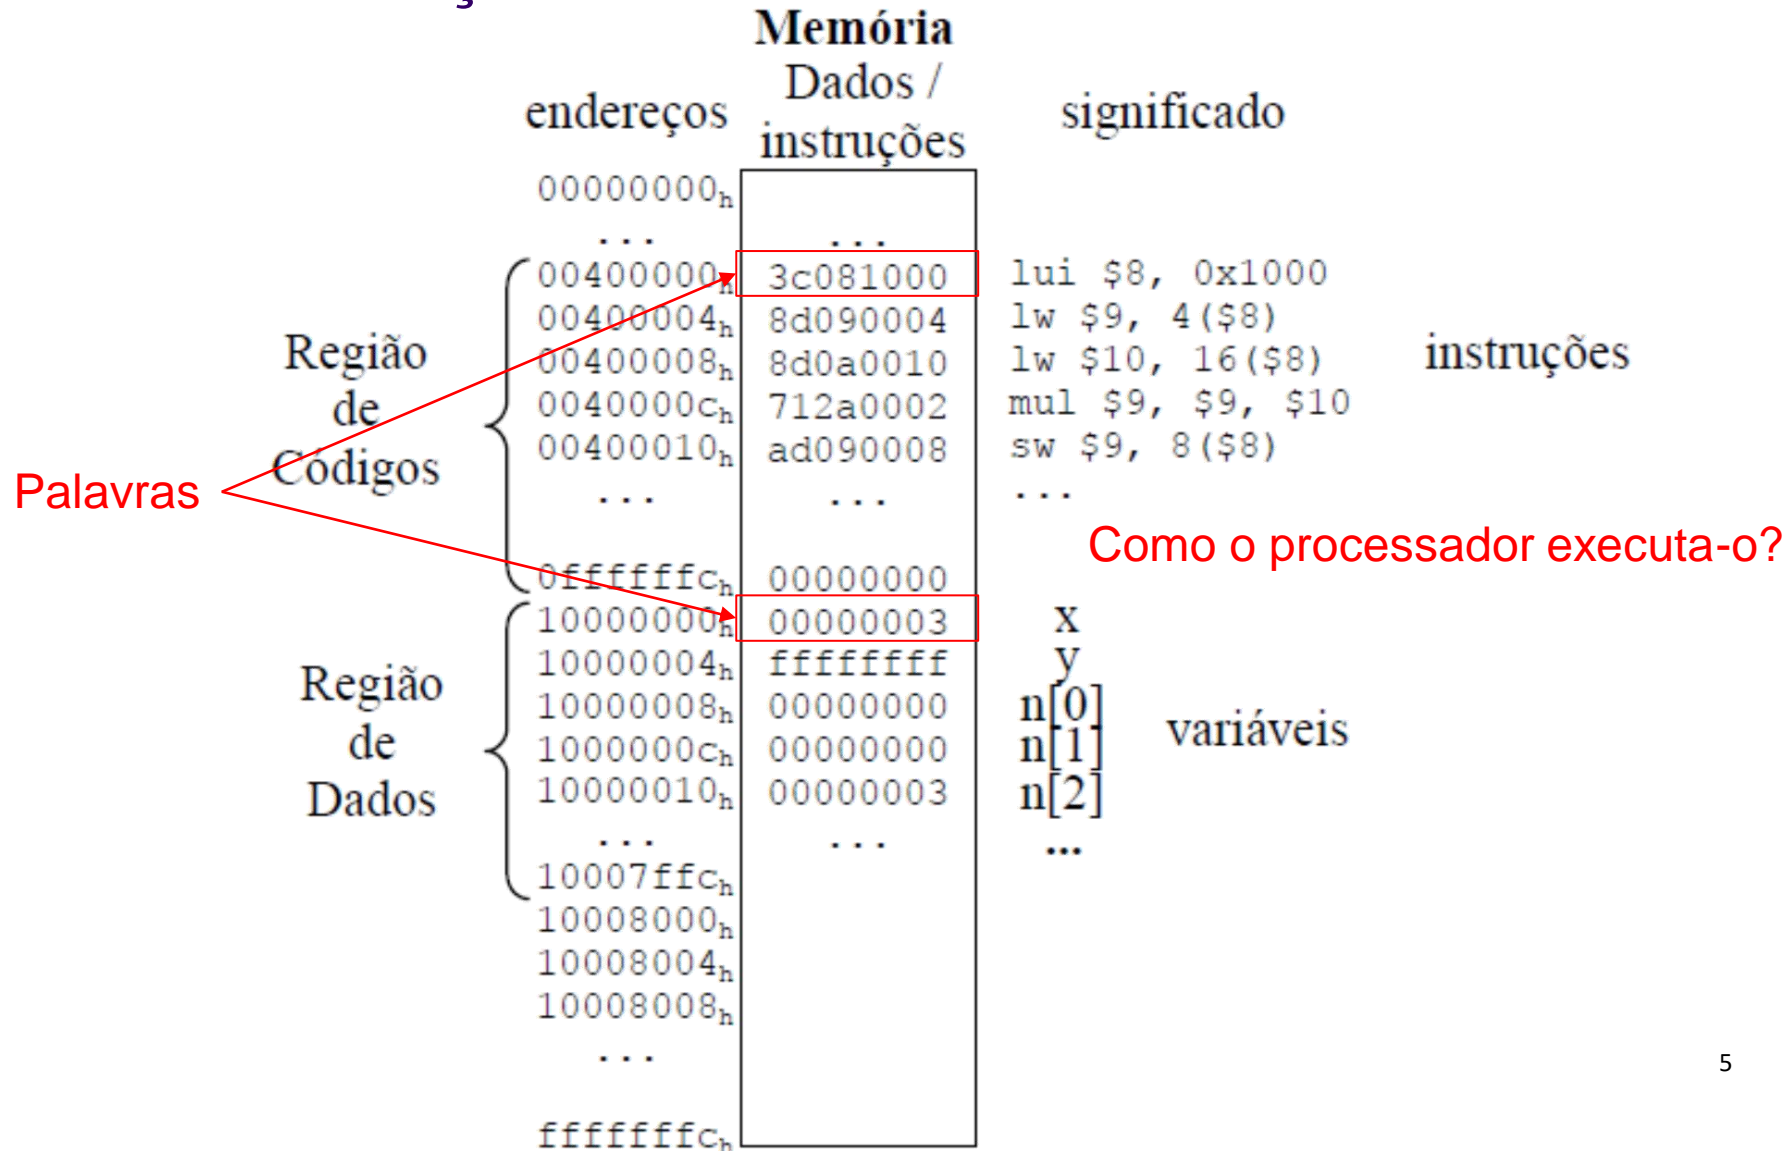 Memória
endereços Dados / significado
instruções
00000000h
... ...
00400000h 3c081000 lui $8, 0x1000
00400004h 8d090004 lw $9, 4($8)
00400008h 8d0a0010 lw $10, 16($8)
0040000ch 712a0002 mul $9, $9, $10
00400010h ad090008 sw $9, 8($8)
... ... ...
0ffffffch 00000000
Região
de
Códigos
instruções
Palavras
Como o processador executa-o?
10000000h 00000003 x
10000004h ffffffff y
10000008h 00000000 n[0]
1000000ch 00000000 n[1]
10000010h 00000003 n[2]
... ... ...
10007ffch
Região
de
Dados
variáveis
10008000h
10008004h
10008008h
...
fffffffch
5